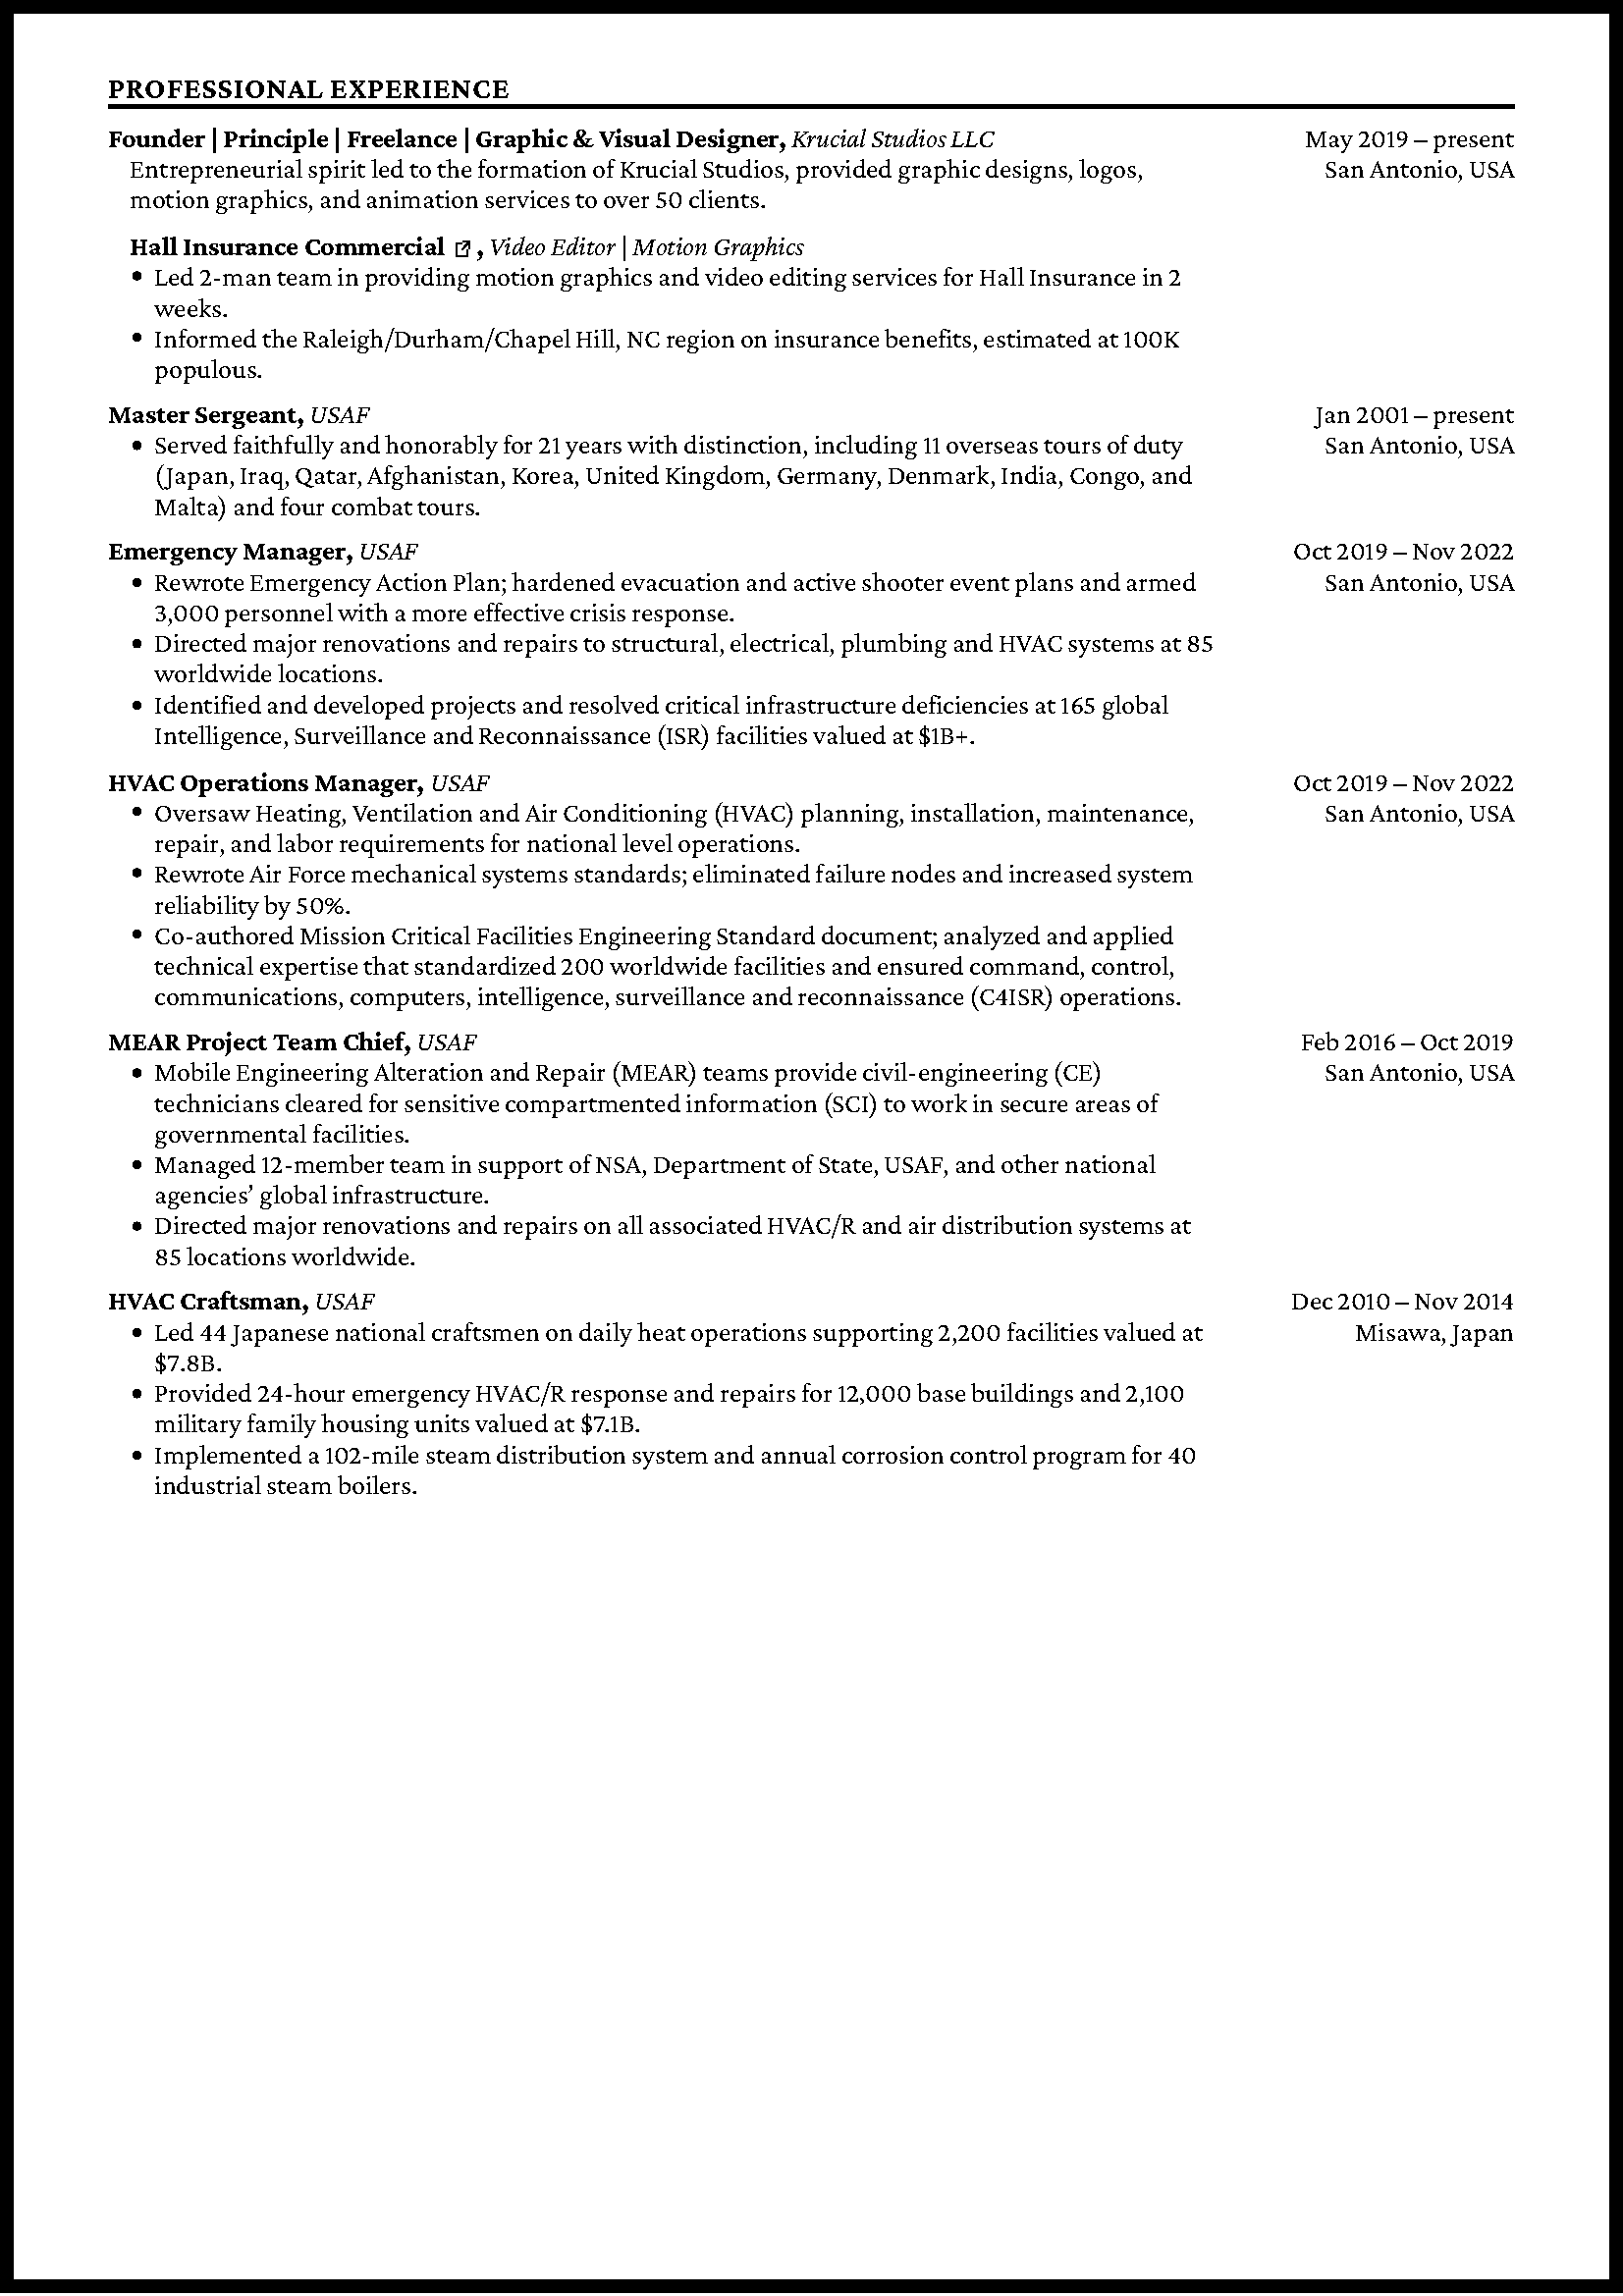 PROFESSIONAL EXPERIENCE
Founder | Principle | Freelance | Graphic & Visual Designer, Krucial Studios LLC May 2019 – present
Entrepreneurial spirit led to the formation of Krucial Studios, provided graphic designs, logos, San Antonio, USA
motion graphics, and animation services to over 50 clients.
Hall Insurance Commercial , Video Editor | Motion Graphics
• Led 2-man team in providing motion graphics and video editing services for Hall Insurance in 2
weeks.
• Informed the Raleigh/Durham/Chapel Hill, NC region on insurance benefits, estimated at 100K
populous.
Master Sergeant, USAF Jan 2001 – present
• Served faithfully and honorably for 21 years with distinction, including 11 overseas tours of duty San Antonio, USA
(Japan, Iraq, Qatar, Afghanistan, Korea, United Kingdom, Germany, Denmark, India, Congo, and
Malta) and four combat tours.
Emergency Manager, USAF Oct 2019 – Nov 2022
• Rewrote Emergency Action Plan; hardened evacuation and active shooter event plans and armed San Antonio, USA
3,000 personnel with a more effective crisis response.
• Directed major renovations and repairs to structural, electrical, plumbing and HVAC systems at 85
worldwide locations.
• Identified and developed projects and resolved critical infrastructure deficiencies at 165 global
Intelligence, Surveillance and Reconnaissance (ISR) facilities valued at $1B+.
HVAC Operations Manager, USAF Oct 2019 – Nov 2022
• Oversaw Heating, Ventilation and Air Conditioning (HVAC) planning, installation, maintenance, San Antonio, USA
repair, and labor requirements for national level operations.
• Rewrote Air Force mechanical systems standards; eliminated failure nodes and increased system
reliability by 50%.
• Co-authored Mission Critical Facilities Engineering Standard document; analyzed and applied
technical expertise that standardized 200 worldwide facilities and ensured command, control,
communications, computers, intelligence, surveillance and reconnaissance (C4ISR) operations.
MEAR Project Team Chief, USAF Feb 2016 – Oct 2019
• Mobile Engineering Alteration and Repair (MEAR) teams provide civil-engineering (CE) San Antonio, USA
technicians cleared for sensitive compartmented information (SCI) to work in secure areas of
governmental facilities.
• Managed 12-member team in support of NSA, Department of State, USAF, and other national
agencies’ global infrastructure.
• Directed major renovations and repairs on all associated HVAC/R and air distribution systems at
85 locations worldwide.
HVAC Craftsman, USAF Dec 2010 – Nov 2014
• Led 44 Japanese national craftsmen on daily heat operations supporting 2,200 facilities valued at Misawa, Japan
$7.8B.
• Provided 24-hour emergency HVAC/R response and repairs for 12,000 base buildings and 2,100
military family housing units valued at $7.1B.
• Implemented a 102-mile steam distribution system and annual corrosion control program for 40
industrial steam boilers.